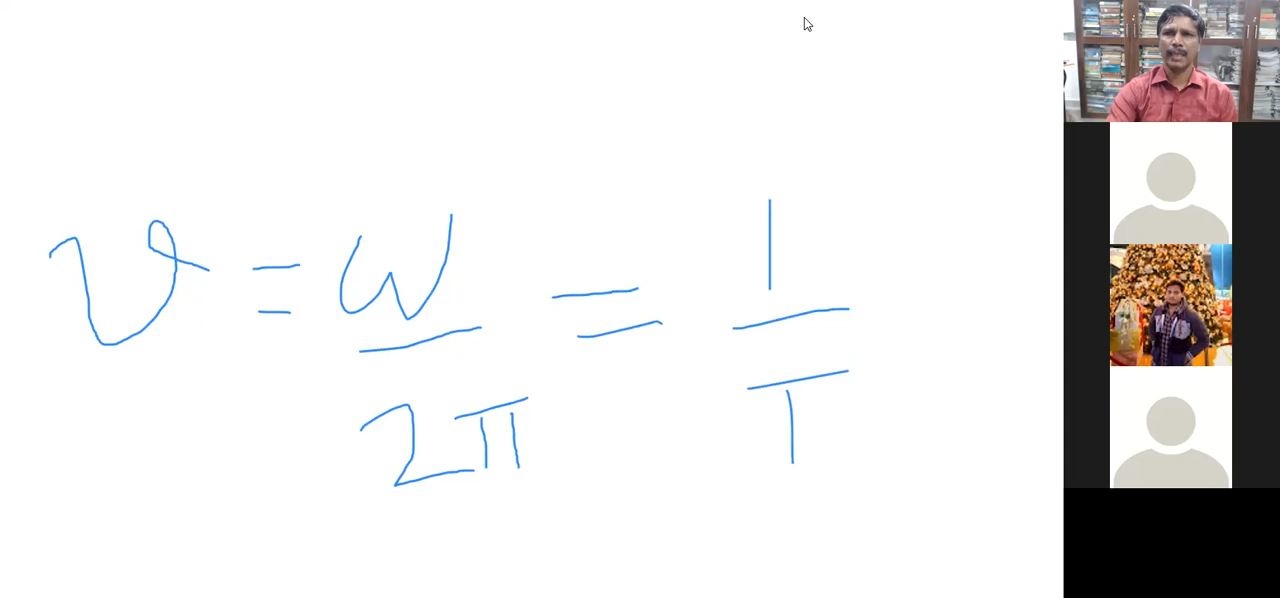 ν = ω/2π = 1/T